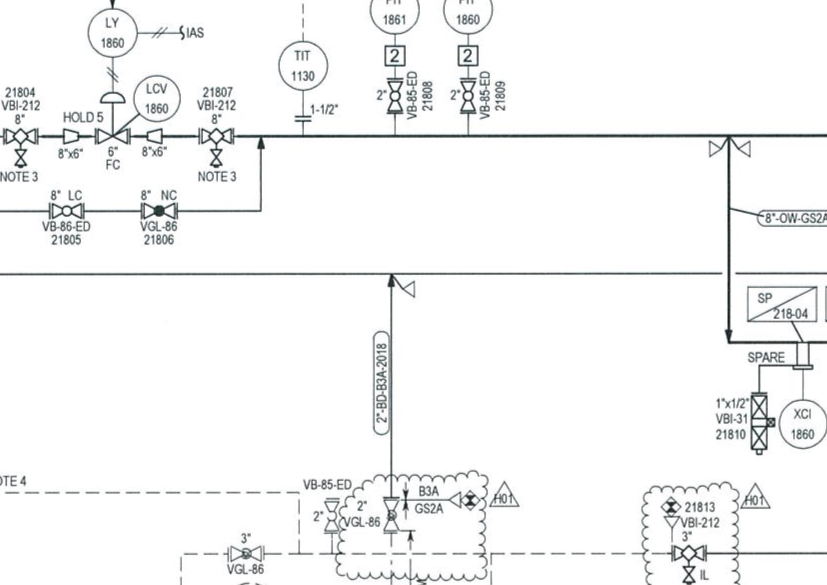 LY
1860
IAS
1861
1860
2
2
TIT
1130
1-1/2"
2"
VB-85-ED
21808
2"
VB-85-ED
21809
21804
VBI-212
8"
HOLD 5
LCV
1860
21807
VBI-212
8"
8"x6"
6"
FC
8"x6"
NOTE 3
NOTE 3
8" LC
VB-86-ED
21805
8" NC
VGL-86
21806
8"-OW-GS2A
SP
218-04
SPARE
1"x1/2"
VBI-31
21810
XCI
1860
2"-BD-B3A-2018
OTE 4
VB-85-ED
2"
2"
VGL-86
B3A
GS2A
H01
3"
VGL-86
21813
VBI-212
3"
IL
H01